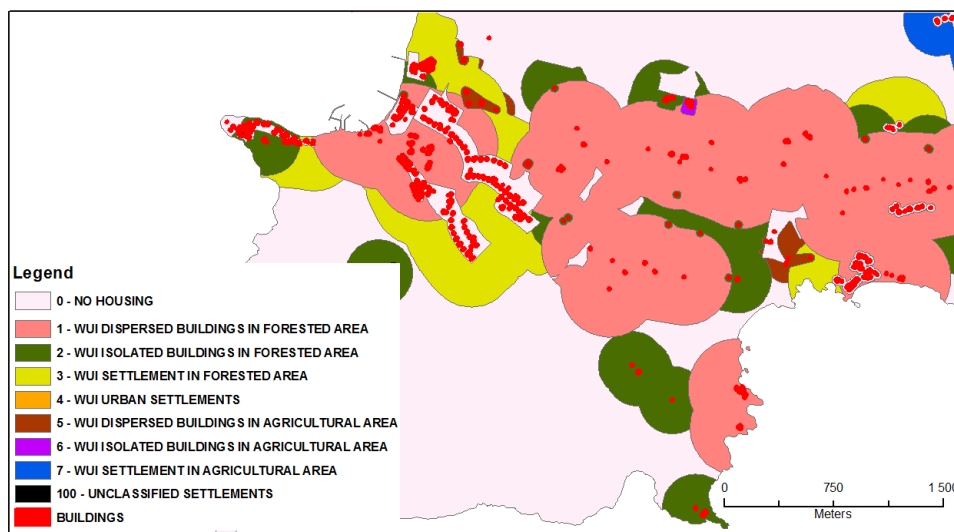 Legend
0 - NO HOUSING
1 - WUI DISPERSED BUILDINGS IN FORESTED AREA
2 - WUI ISOLATED BUILDINGS IN FORESTED AREA
3 - WUI SETTLEMENT IN FORESTED AREA
4 - WUI URBAN SETTLEMENTS
5 - WUI DISPERSED BUILDINGS IN AGRICULTURAL AREA
6 - WUI ISOLATED BUILDINGS IN AGRICULTURAL AREA
7 - WUI SETTLEMENT IN AGRICULTURAL AREA
100 - UNCLASSIFIED SETTLEMENTS
BUILDINGS
0 750 1 500
Meters